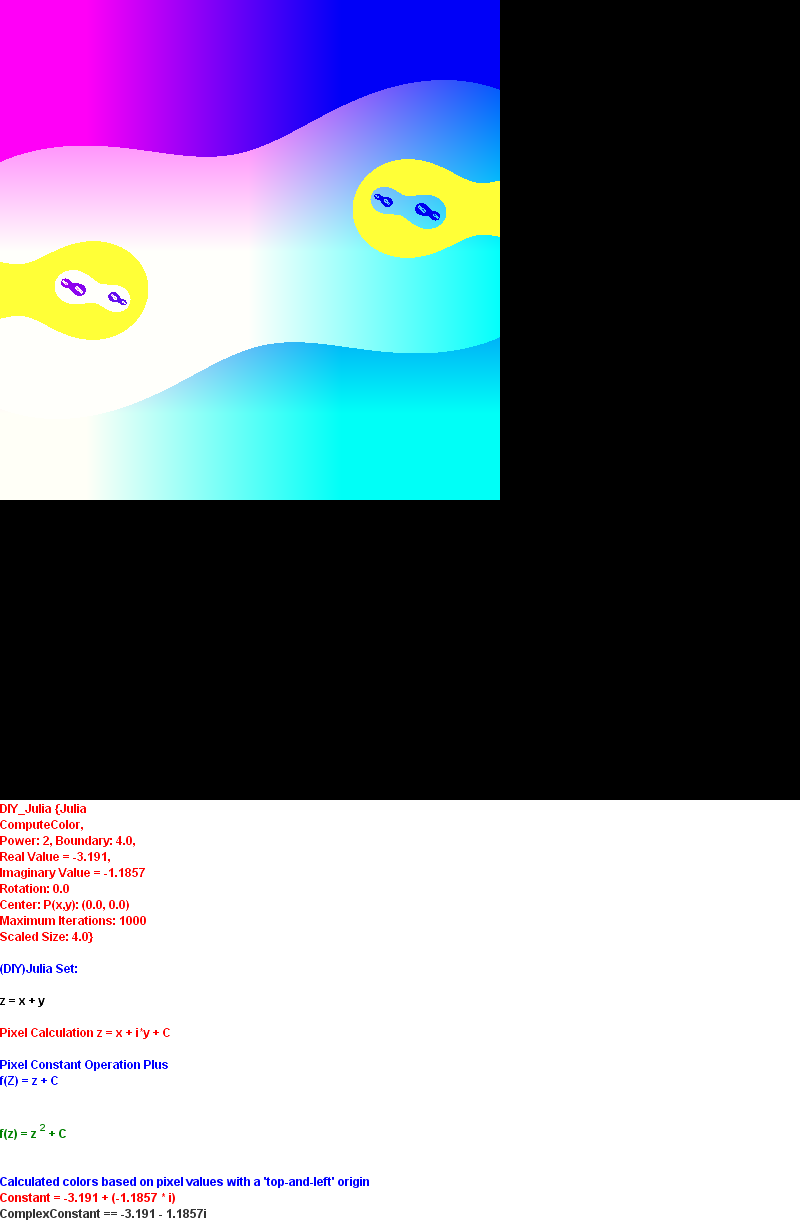 DIY_Julia {Julia
ComputeColor,
Power: 2, Boundary: 4.0,
Real Value = -3.191,
Imaginary Value = -1.1857
Rotation: 0.0
Center: P(x,y): (0.0, 0.0)
Maximum Iterations: 1000
Scaled Size: 4.0}
(DIY)Julia Set:
z = x + y
Pixel Calculation z = x + i*y + C
Pixel Constant Operation Plus
f(Z) = z + C
f(z) = z 2 + C
Calculated colors based on pixel values with a 'top-and-left' origin
Constant = -3.191 + (-1.1857 * i)
ComplexConstant == -3.191 - 1.1857i